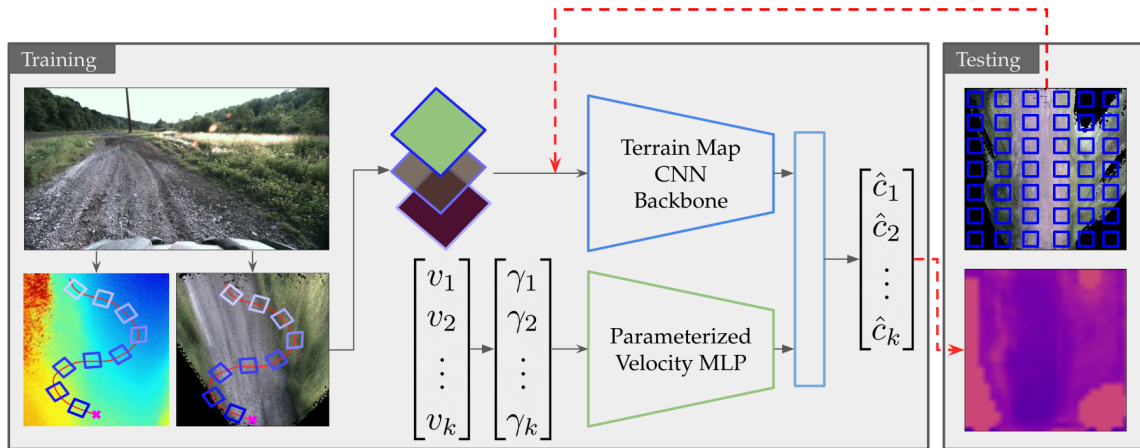 Training
Testing
Terrain Map
CNN
Backbone
v₁
v₂
⋮
vₖ
γ₁
γ₂
⋮
γₖ
Parameterized
Velocity MLP
ĉ₁
ĉ₂
⋮
ĉₖ